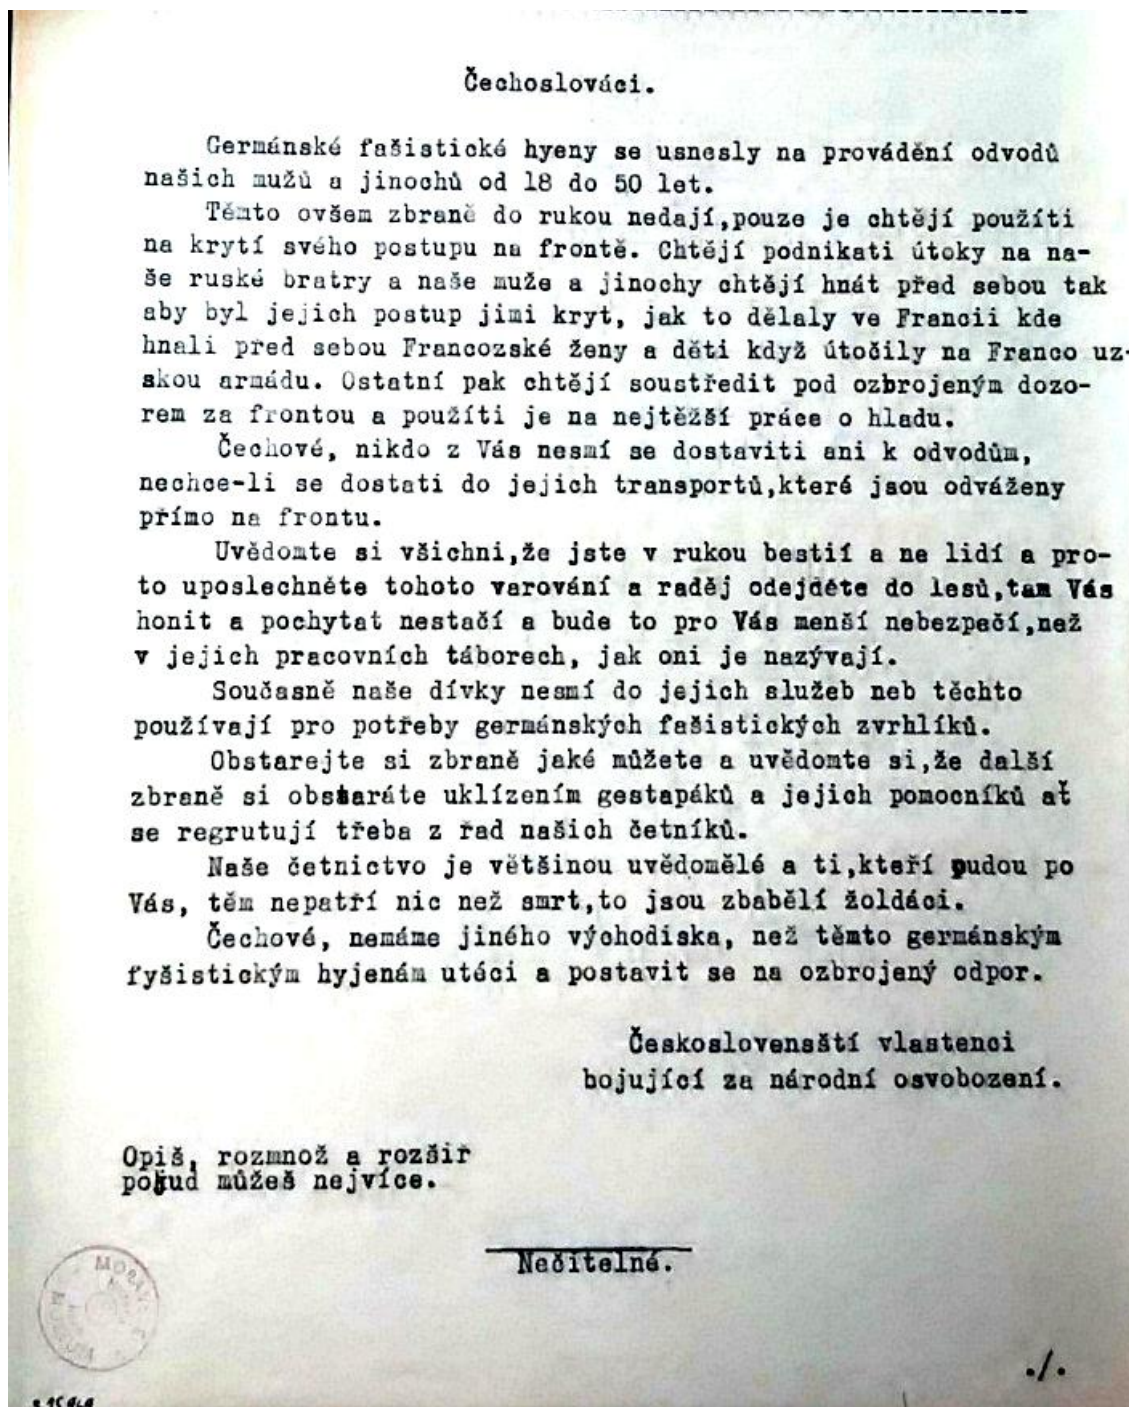 Čechoslováci.
Germánské fašistické hyeny se usnesly na provádění odvodů
našich mužů a jinochů od 18 do 50 let.
Těmto ovšem zbraně do rukou nedají,pouze je chtějí použíti
na krytí svého postupu na frontě. Chtějí podnikati útoky na na-
še ruské bratry a naše muže a jinochy chtějí hnát před sebou tak
aby byl jejich postup jimi kryt, jak to dělaly ve Francii kde
hnali před sebou Francozské ženy a děti když útočily na Franco uz-
skou armádu. Ostatní pak chtějí soustředit pod ozbrojeným dozo-
rem za frontou a použíti je na nejtěžší práce o hladu.
Čechové, nikdo z Vás nesmí se dostaviti ani k odvodům,
nechce-li se dostati do jejich transportů,které jsou odváženy
přímo na frontu.
Uvědomte si všichni,že jste v rukou bestií a ne lidí a pro-
to uposlechněte tohoto varování a raděj odejděte do lesů,tam Vás
honit a pochytat nestačí a bude to pro Vás menší nebezpečí,než
v jejich pracovních táborech, jak oni je nazývají.
Současně naše dívky nesmí do jejich služeb neb těchto
používají pro potřeby germánských fašistických zvrhlíků.
Obstarejte si zbraně jaké můžete a uvědomte si,že další
zbraně si obstaráte uklízením gestapáků a jejich pomocníků ať
se regrutují třeba z řad našich četníků.
Naše četnictvo je většinou uvědomělé a ti,kteří pudou po
Vás, těm nepatří nic než smrt,to jsou zbabělí žoldáci.
Čechové, nemáme jiného východiska, než těmto germánským
fyšistickým hyjenám utéci a postavit se na ozbrojený odpor.
Českoslovensští vlastenci
bojující za národní osvobození.
Opiš, rozmnož a rozšiř
pokud můžeš nejvíce.
Nečitelné.
./.